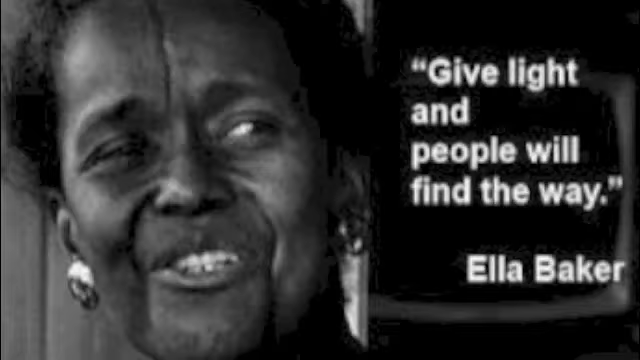 “Give light
and
people will
find the way.”
Ella Baker